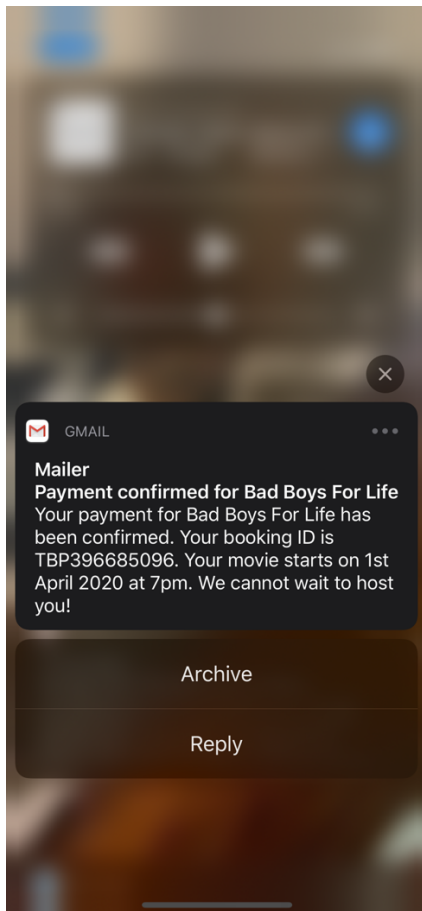 GMAIL
Mailer
Payment confirmed for Bad Boys For Life
Your payment for Bad Boys For Life has
been confirmed. Your booking ID is
TBP396685096. Your movie starts on 1st
April 2020 at 7pm. We cannot wait to host
you!
Archive
Reply